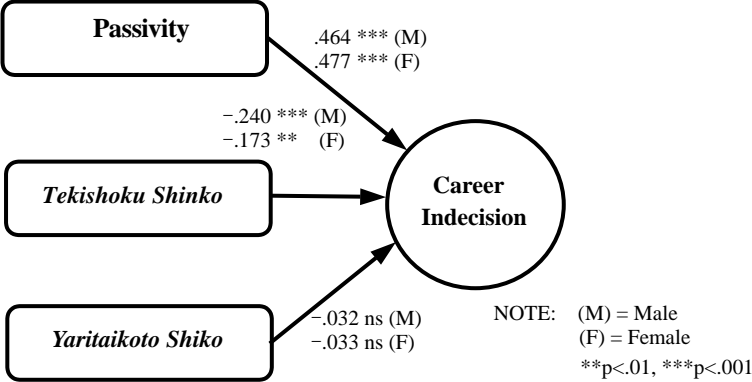 Passivity
.464 *** (M)
.477 *** (F)
−.240 *** (M)
−.173 ** (F)
Tekishoku Shinko
Career
Indecision
Yaritaikoto Shiko
−.032 ns (M)
−.033 ns (F)
NOTE: (M) = Male
(F) = Female
**p<.01, ***p<.001